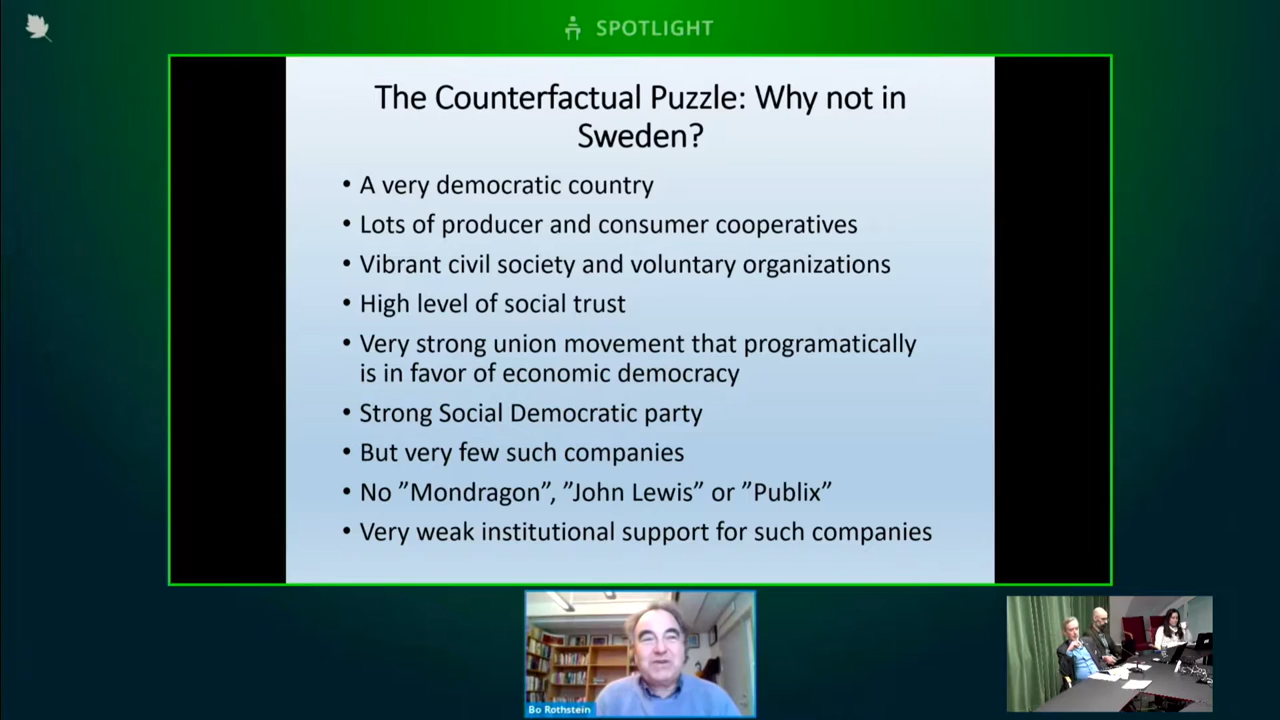 SPOTLIGHT
The Counterfactual Puzzle: Why not in
Sweden?
• A very democratic country
• Lots of producer and consumer cooperatives
• Vibrant civil society and voluntary organizations
• High level of social trust
• Very strong union movement that programatically
is in favor of economic democracy
• Strong Social Democratic party
• But very few such companies
• No ”Mondragon”, ”John Lewis” or ”Publix”
• Very weak institutional support for such companies
Bo Rothstein